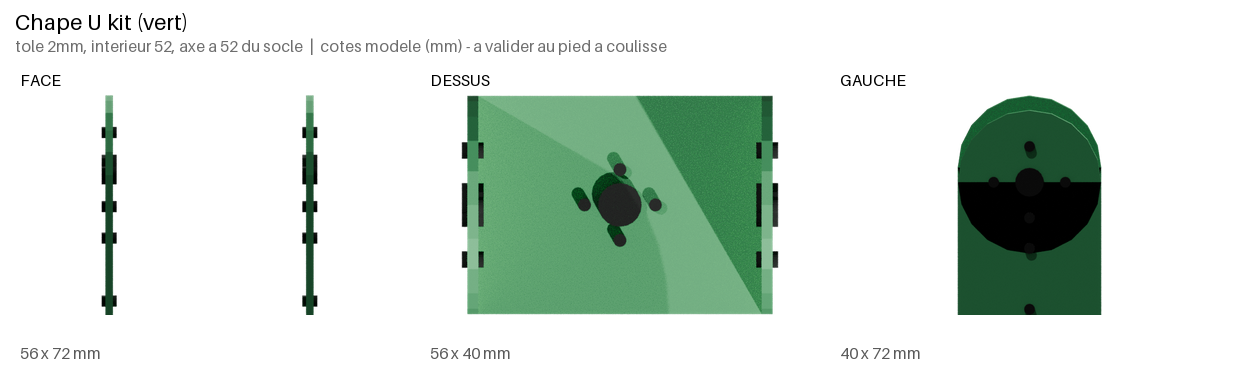 Chape U kit (vert)
tole 2mm, interieur 52, axe a 52 du socle | cotes modele (mm) - a valider au pied a coulisse
FACE
DESSUS
GAUCHE
56 x 72 mm
56 x 40 mm
40 x 72 mm